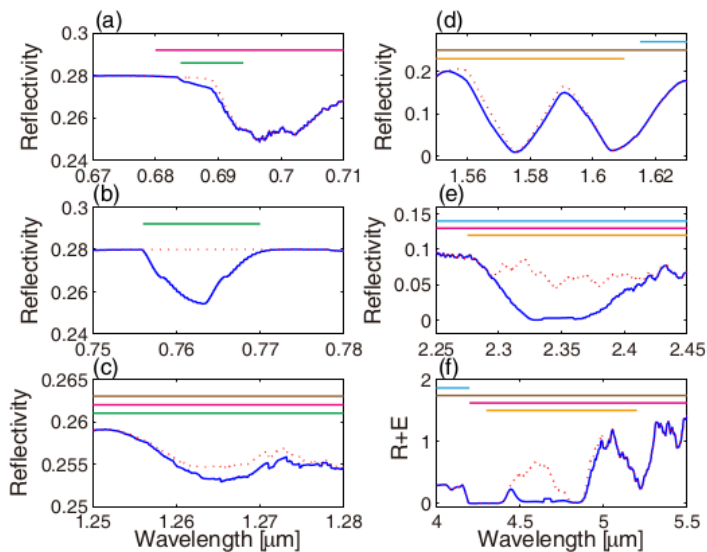 (a)
0.3
0.28
0.26
0.24
Reflectivity
0.67 0.68 0.69 0.7 0.71
(b)
0.3
0.28
0.26
0.24
Reflectivity
0.75 0.76 0.77 0.78
(c)
0.265
0.26
0.255
0.25
Reflectivity
1.25 1.26 1.27 1.28
Wavelength [µm]
(d)
0.2
0.1
0
Reflectivity
1.56 1.58 1.6 1.62
(e)
0.15
0.1
0.05
0
Reflectivity
2.25 2.3 2.35 2.4 2.45
(f)
2
1
0
R+E
4 4.5 5 5.5
Wavelength [µm]